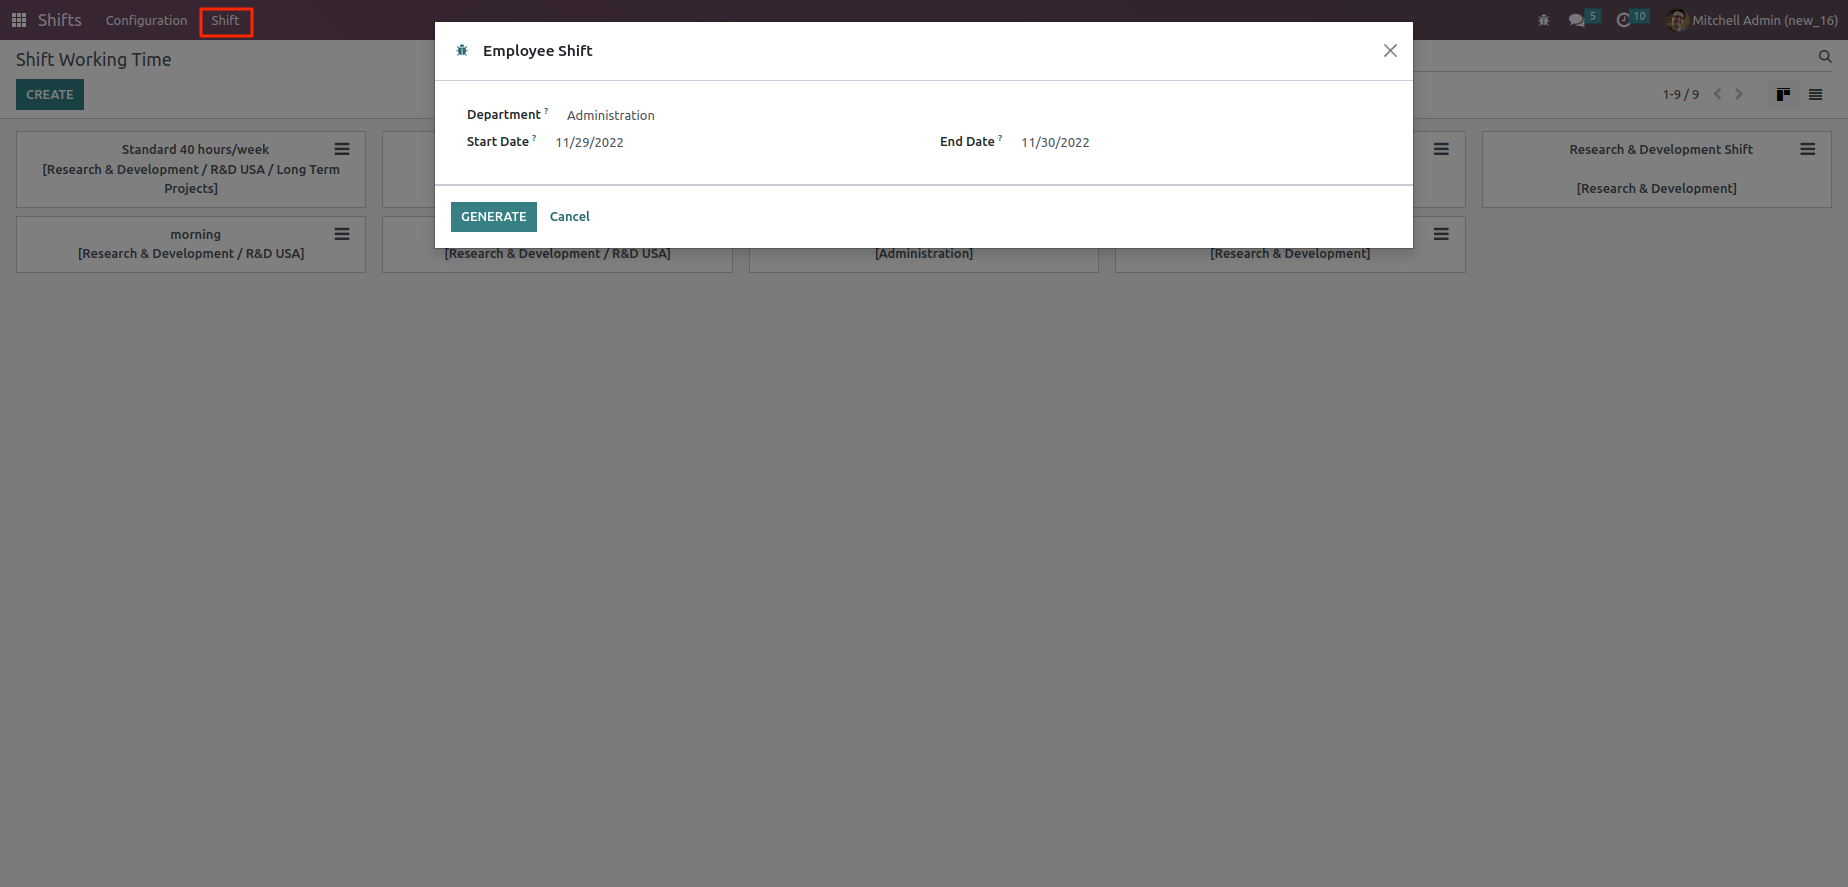 Shifts Configuration Shift 5 10 Mitchell Admin (new_16)
Shift Working Time
CREATE
1-9 / 9
Employee Shift
Department ? Administration
Start Date ? 11/29/2022 End Date ? 11/30/2022
GENERATE Cancel
Standard 40 hours/week
[Research & Development / R&D USA / Long Term
Projects]
Research & Development Shift
[Research & Development]
morning
[Research & Development / R&D USA]
[Research & Development / R&D USA]
[Administration]
[Research & Development]